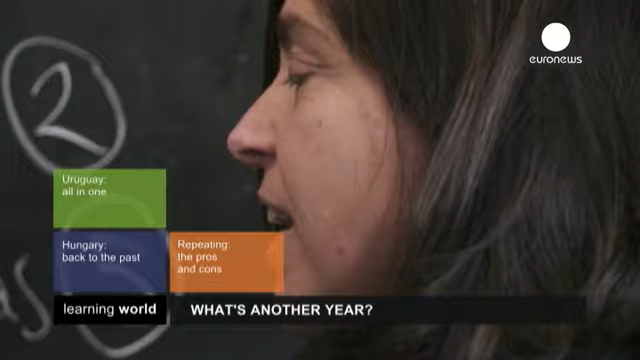 euronews
2
Uruguay:
all in one
Hungary:
back to the past
Repeating:
the pros
and cons
learning world
WHAT'S ANOTHER YEAR?